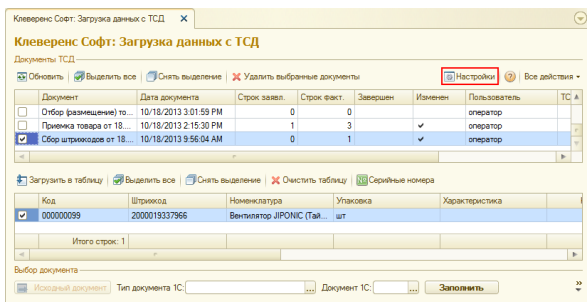 Клеверенс Софт: Загрузка данных с ТСД
Клеверенс Софт: Загрузка данных с ТСД
Документы ТСД
Обновить Выделить все Снять выделение Удалить выбранные документы Настройки Все действия
Документ Дата документа Строк заявл. Строк факт. Завершен Изменен Пользователь ТС
Отбор (размещение) то... 10/18/2013 3:01:59 PM 0 0 оператор
Приемка товара от 18.... 10/18/2013 2:15:30 PM 1 3 оператор
Сбор штрихкодов от 18.... 10/18/2013 9:56:04 AM 0 1 оператор
Загрузить в таблицу Выделить все Снять выделение Очистить таблицу Серийные номера
Код Штрихкод Номенклатура Упаковка Характеристика
000000099 2000019337966 Вентилятор JIPONIC (Тай... шт
Итого строк: 1
Выбор документа
Исходный документ Тип документа 1С: ... Документ 1С: ... Заполнить